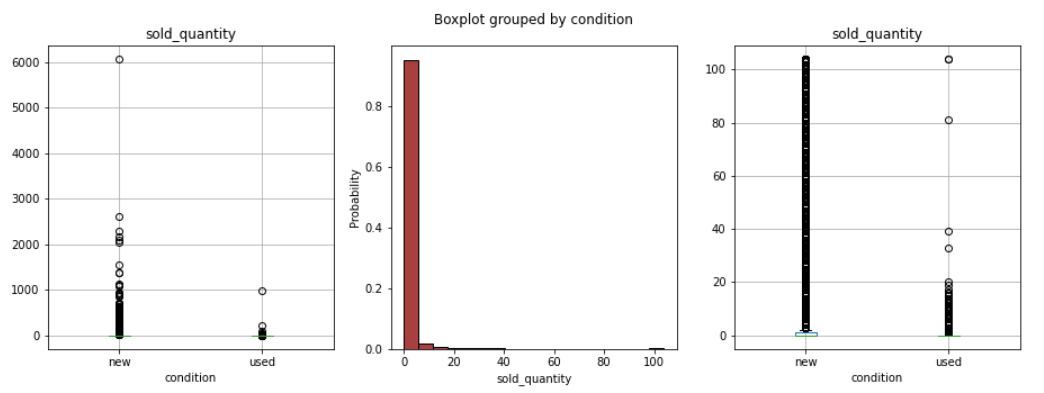 Boxplot grouped by condition
sold_quantity
6000
5000
4000
3000
2000
1000
0
new used
condition
Probability
0.8
0.6
0.4
0.2
0.0
0 20 40 60 80 100
sold_quantity
sold_quantity
100
80
60
40
20
0
new used
condition